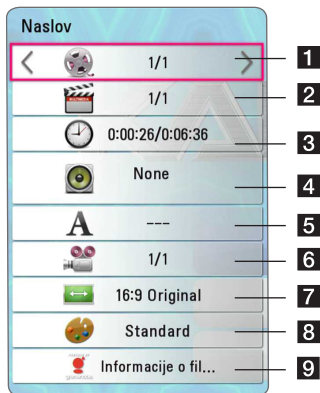 Naslov
1/1 1
1/1 2
0:00:26/0:06:36 3
None 4
A --- 5
1/1 6
16:9 Original 7
Standard 8
Informacije o fil... 9